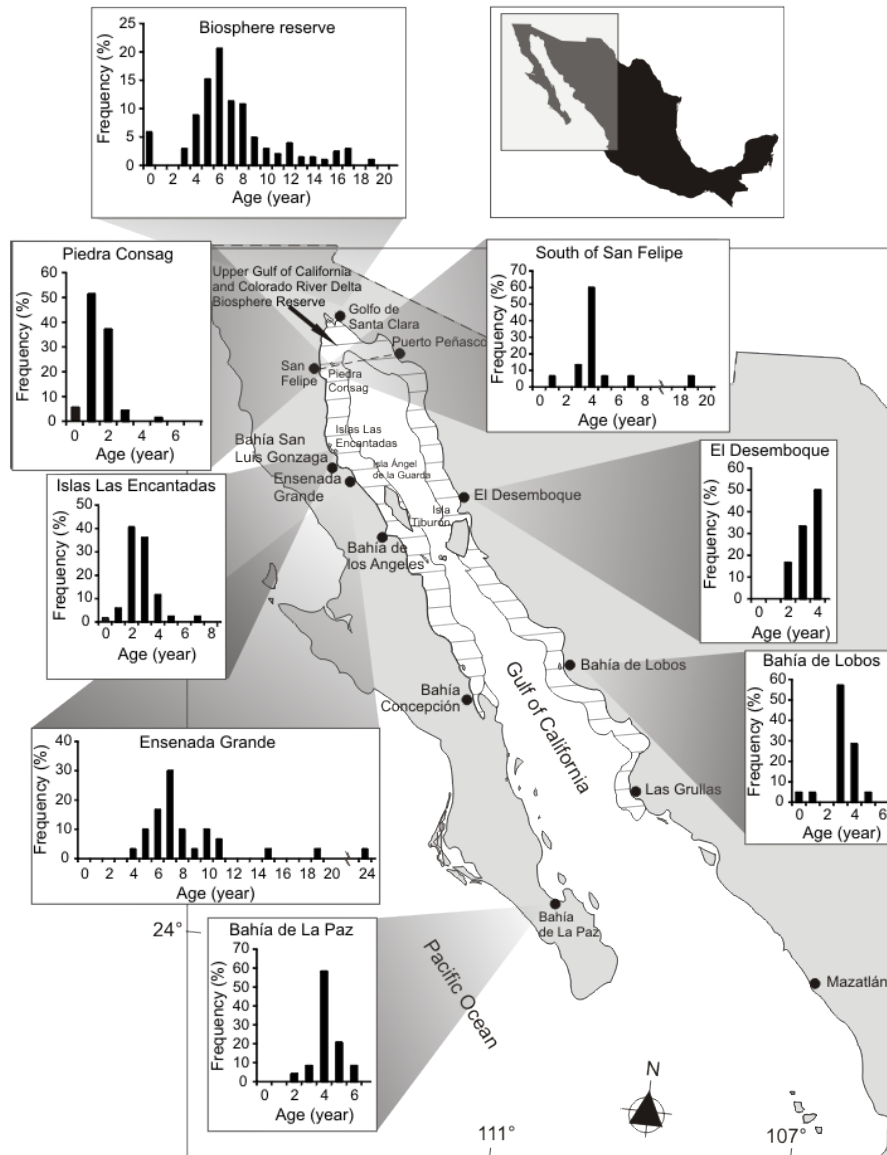 Biosphere reserve
Frequency (%)
25
20
15
10
5
0
0 2 4 6 8 10 12 14 16 18 20
Age (year)
Piedra Consag
Frequency (%)
60
50
40
30
20
10
0
0 2 4 6
Age (year)
Upper Gulf of California
and Colorado River Delta
Biosphere Reserve
South of San Felipe
Frequency (%)
70
60
50
40
30
20
10
0
0 2 4 6 8 18 20
Age (year)
Golfo de
Santa Clara
Puerto Peñasco
San
Felipe
Piedra
Consag
Islas Las
Encantadas
Bahía San
Luis Gonzaga
Isla Ángel
de la Guarda
Ensenada
Grande
El Desemboque
Isla
Tiburón
Bahía de
los Angeles
El Desemboque
Frequency (%)
60
50
40
30
20
10
0
0 2 4
Age (year)
Islas Las Encantadas
Frequency (%)
50
40
30
20
10
0
0 2 4 6 8
Age (year)
Bahía de Lobos
Bahía de Lobos
Frequency (%)
60
50
40
30
20
10
0
0 2 4 6
Age (year)
Gulf of California
Bahía
Concepción
Las Grullas
Ensenada Grande
Frequency (%)
40
30
20
10
0
0 2 4 6 8 10 12 14 16 18 20 24
Age (year)
24°
Bahía de La Paz
Frequency (%)
70
60
50
40
30
20
10
0
0 2 4 6
Age (year)
Bahía
de La Paz
Pacific Ocean
Mazatlán
N
111°
107°